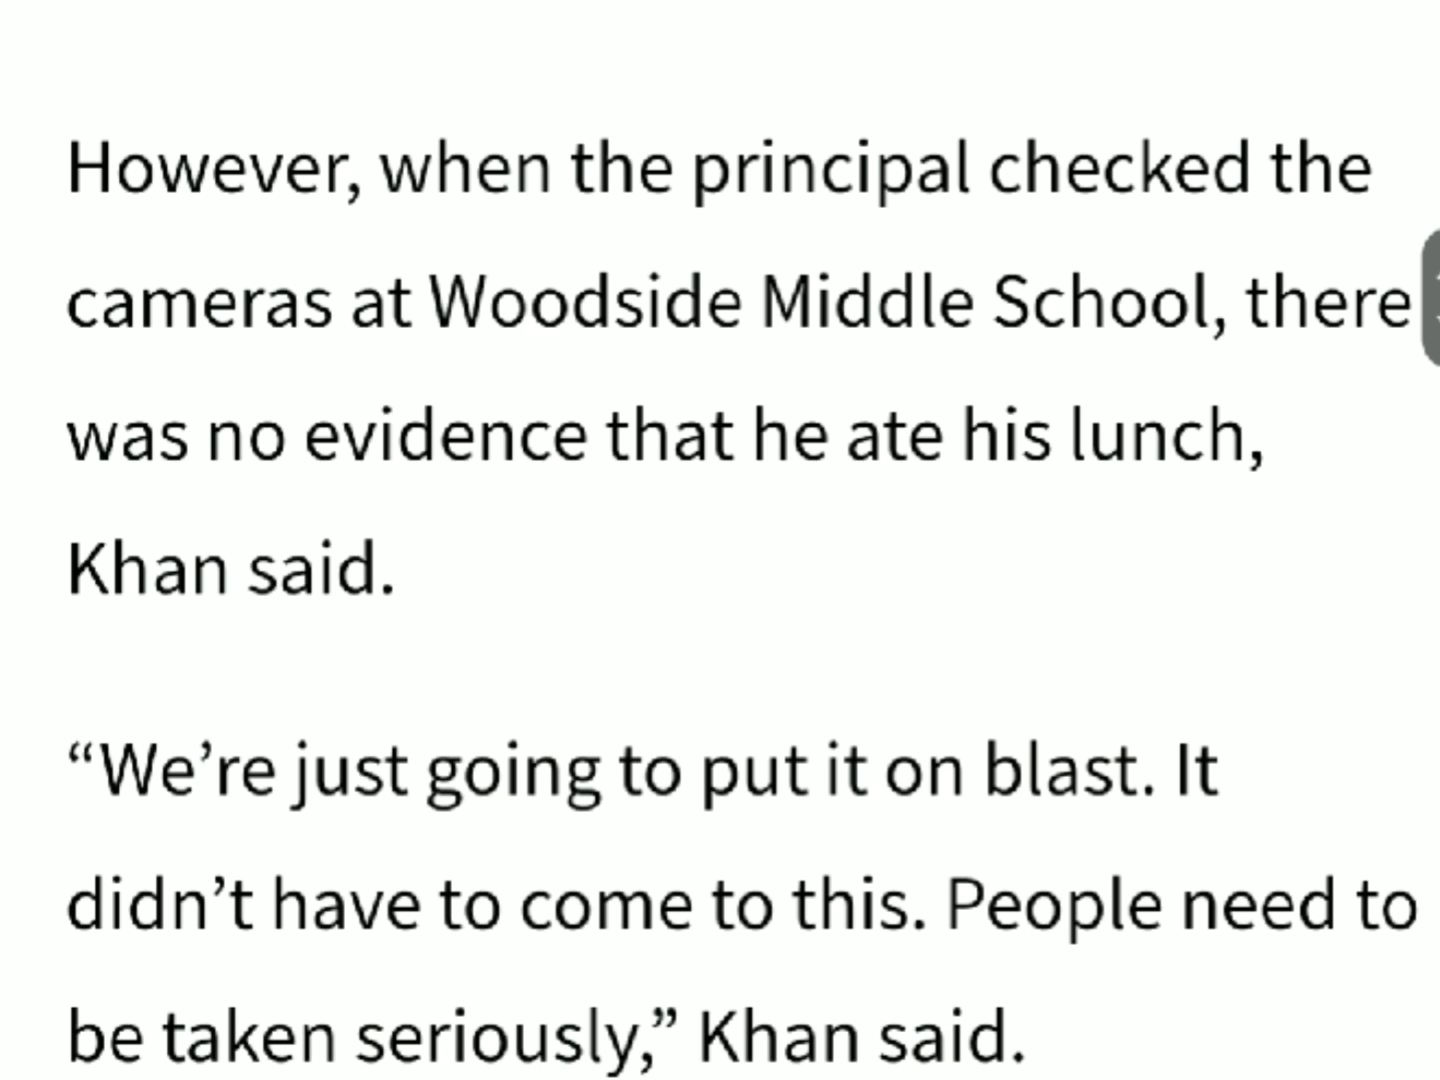 However, when the principal checked the
cameras at Woodside Middle School, there
was no evidence that he ate his lunch,
Khan said.
“We’re just going to put it on blast. It
didn’t have to come to this. People need to
be taken seriously,” Khan said.